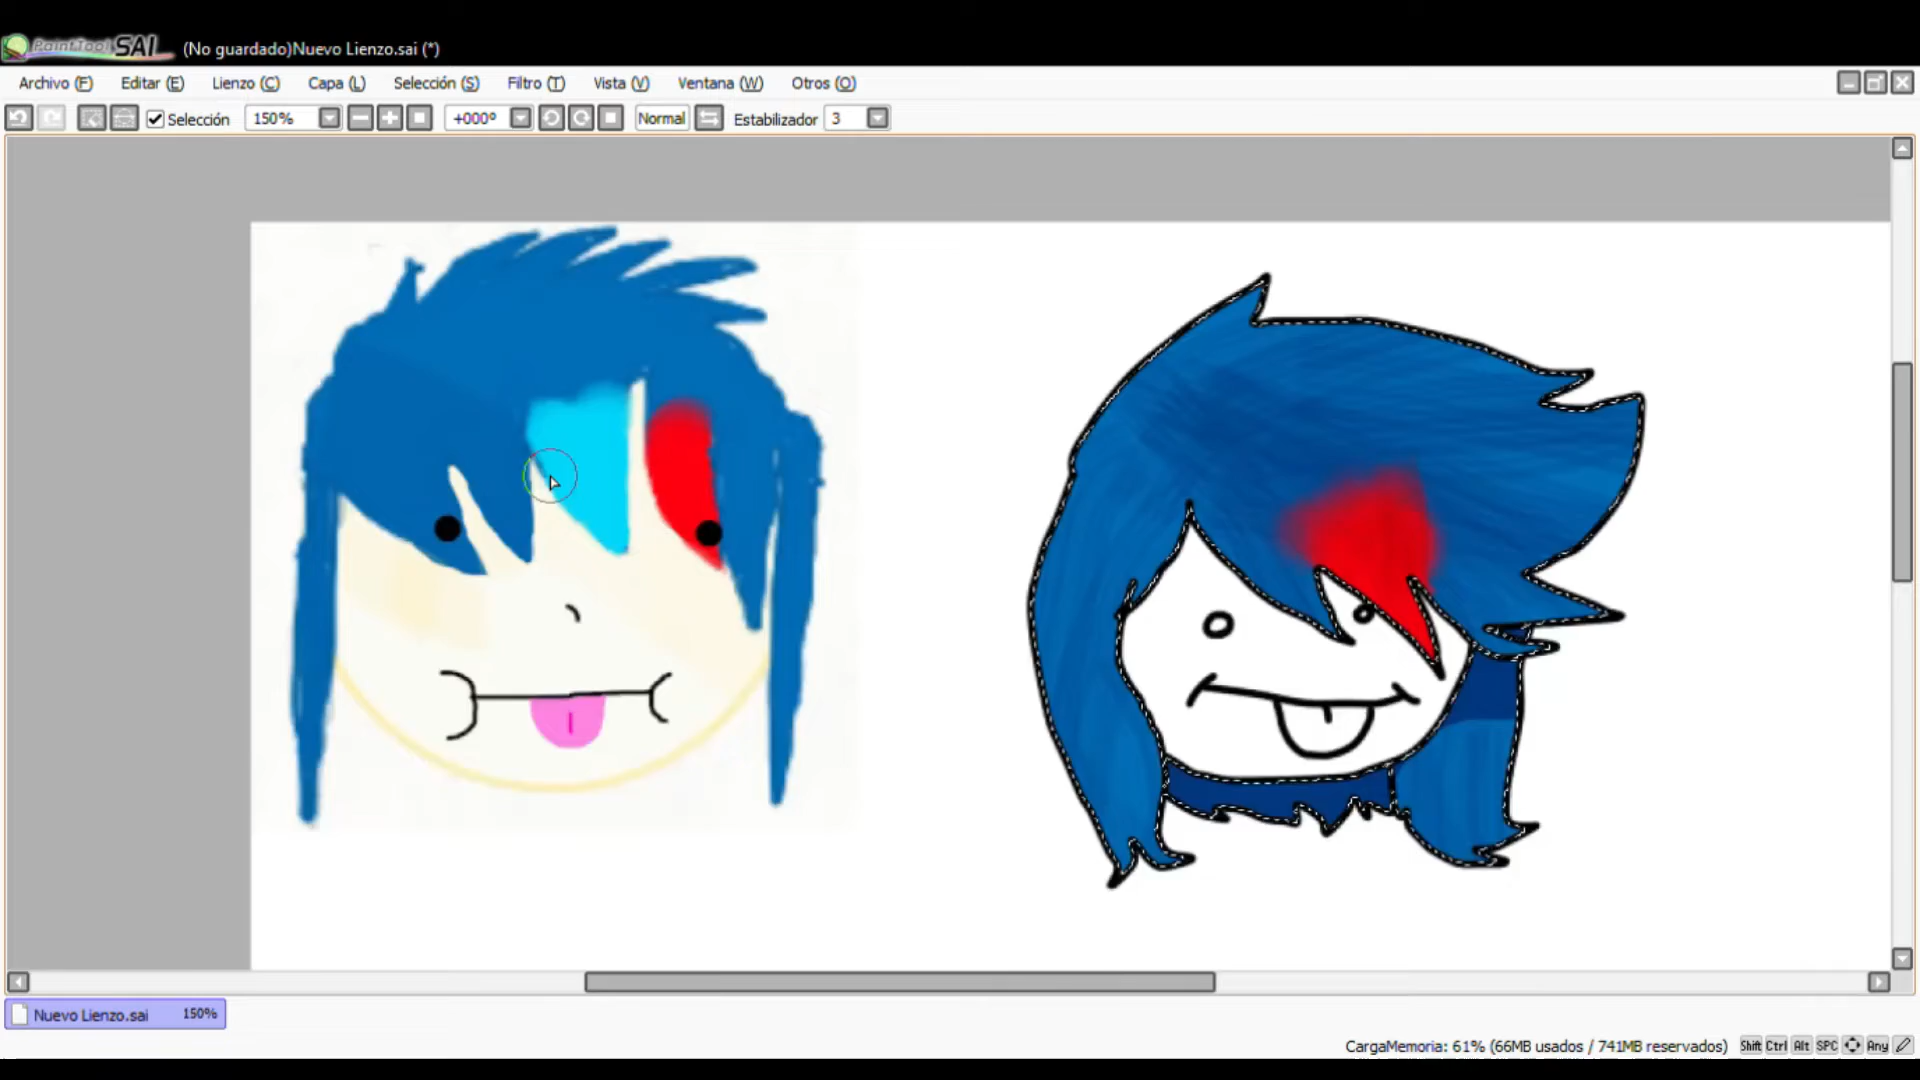 PaintTool SAI (No guardado)Nuevo Lienzo.sai (*)
Archivo (F) Editar (E) Lienzo (C) Capa (L) Selección (S) Filtro (T) Vista (V) Ventana (W) Otros (O)
Selección 150% +000º Normal Estabilizador 3
Nuevo Lienzo.sai 150%
CargaMemoria: 61% (66MB usados / 741MB reservados) Shift Ctrl Alt SPC Any